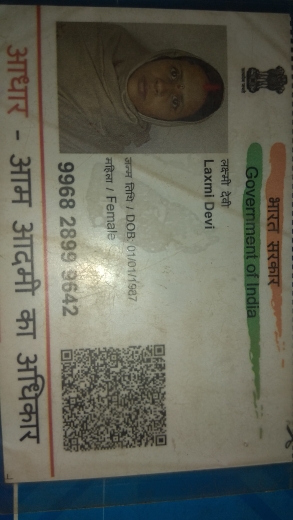 भारत सरकार
Government of India
लक्ष्मी देवी
Laxmi Devi
जन्म तिथि / DOB: 01/01/1987
महिला / Female
9968 2899 9642
आधार - आम आदमी का अधिकार